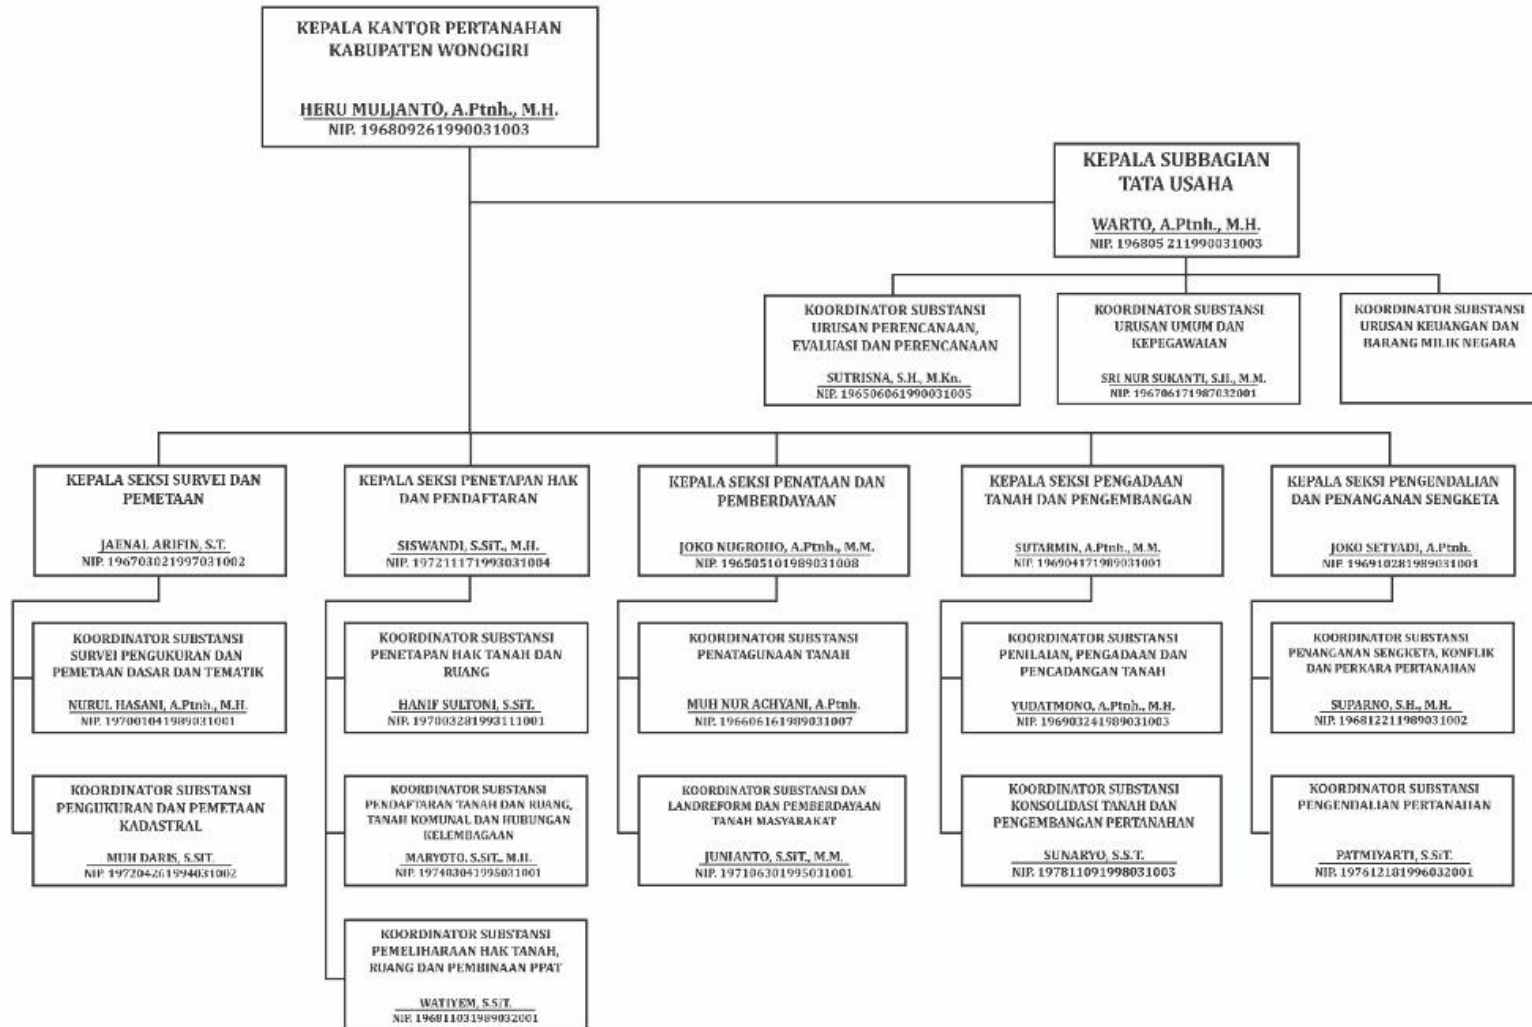 KEPALA KANTOR PERTANAHAN
KABUPATEN WONOGIRI
HERU MULJANTO, A.Ptnh., M.H.
NIP. 196809261990031003
KEPALA SUBBAGIAN
TATA USAHA
WARTO, A.Ptnh., M.H.
NIP. 196805 211990031003
KOORDINATOR SUBSTANSI
URUSAN PERENCANAAN,
EVALUASI DAN PERENCANAAN
SUTRISNA, S.H., M.Kn.
NIP. 196506061990031005
KOORDINATOR SUBSTANSI
URUSAN UMUM DAN
KEPEGAWAIAN
SRI NUR SUKANTI, S.H., M.M.
NIP. 196706171987032001
KOORDINATOR SUBSTANSI
URUSAN KEUANGAN DAN
BARANG MILIK NEGARA
KEPALA SEKSI SURVEI DAN
PEMETAAN
JAENAL ARIFIN, S.T.
NIP. 196703021997031002
KEPALA SEKSI PENETAPAN HAK
DAN PENDAFTARAN
SISWANDI, S.SiT., M.H.
NIP. 197211171993031004
KEPALA SEKSI PENATAAN DAN
PEMBERDAYAAN
JOKO NUGROHO, A.Ptnh., M.M.
NIP. 196505101989031008
KEPALA SEKSI PENGADAAN
TANAH DAN PENGEMBANGAN
SUTARMIN, A.Ptnh., M.M.
NIP. 196904171989031001
KEPALA SEKSI PENGENDALIAN
DAN PENANGANAN SENGKETA
JOKO SETYADI, A.Ptnh.
NIP. 196910281989031001
KOORDINATOR SUBSTANSI
SURVEI PENGUKURAN DAN
PEMETAAN DASAR DAN TEMATIK
NURUL HASANI, A.Ptnh., M.H.
NIP. 197001041989031001
KOORDINATOR SUBSTANSI
PENETAPAN HAK TANAH DAN
RUANG
HANIF SULTONI, S.SiT.
NIP. 197003281993111001
KOORDINATOR SUBSTANSI
PENATAGUNAAN TANAH
MUH NUR ACHYANI, A.Ptnh.
NIP. 196606161989031007
KOORDINATOR SUBSTANSI
PENILAIAN, PENGADAAN DAN
PENCADANGAN TANAH
YUDATMONO, A.Ptnh., M.H.
NIP. 196903241989031003
KOORDINATOR SUBSTANSI
PENANGANAN SENGKETA, KONFLIK
DAN PERKARA PERTANAHAN
SUPARNO, S.H., M.H.
NIP. 196812211989031002
KOORDINATOR SUBSTANSI
PENGUKURAN DAN PEMETAAN
KADASTRAL
MUH DARIS, S.SIT.
NIP. 197204261994031002
KOORDINATOR SUBSTANSI
PENDAFTARAN TANAH DAN RUANG,
TANAH KOMUNAL DAN HUBUNGAN
KELEMBAGAAN
MARYOTO, S.SiT., M.H.
NIP. 197403041995031001
KOORDINATOR SUBSTANSI DAN
LANDREFORM DAN PEMBERDAYAAN
TANAH MASYARAKAT
JUNIANTO, S.SiT., M.M.
NIP. 197106301995031001
KOORDINATOR SUBSTANSI
KONSOLIDASI TANAH DAN
PENGEMBANGAN PERTANAHAN
SUNARYO, S.S.T.
NIP. 197811091998031003
KOORDINATOR SUBSTANSI
PENGENDALIAN PERTANAHAN
PATMIYARTI, S.SiT.
NIP. 197612181996032001
KOORDINATOR SUBSTANSI
PEMELIHARAAN HAK TANAH,
RUANG DAN PEMBINAAN PPAT
WATIYEM, S.SiT.
NIP. 196811031989032001